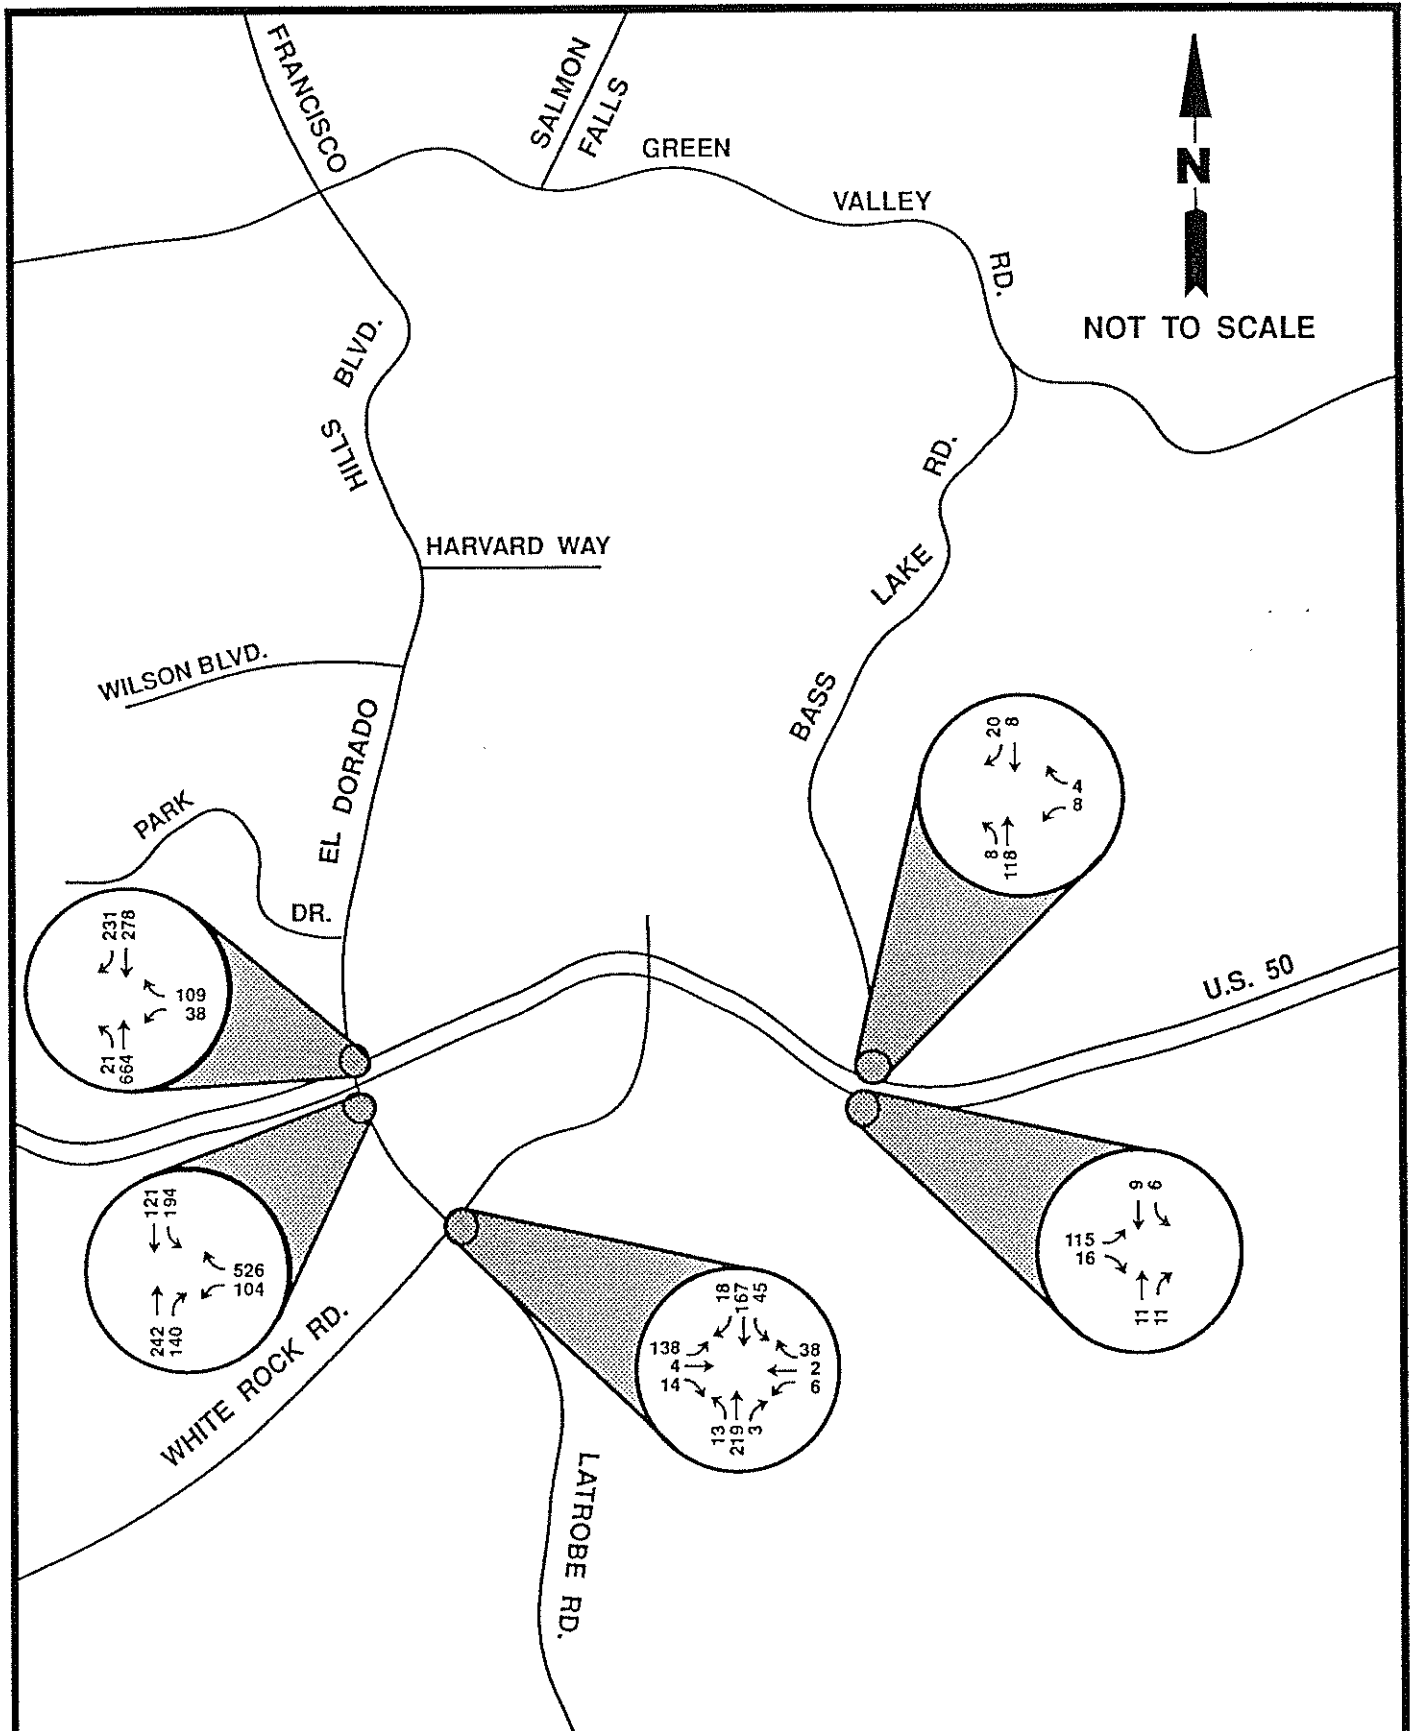 FRANCISCO
SALMON
FALLS
GREEN
VALLEY
RD.
N
NOT TO SCALE
BLVD.
HILLS
RD.
HARVARD WAY
LAKE
WILSON BLVD.
BASS
EL DORADO
PARK
DR.
20
8
4
8
8
118
U.S. 50
231
278
109
38
21
664
121
194
526
104
242
140
9
6
115
16
11
11
WHITE ROCK RD.
18
167
45
138
38
4
2
14
6
13
219
3
LATROBE RD.